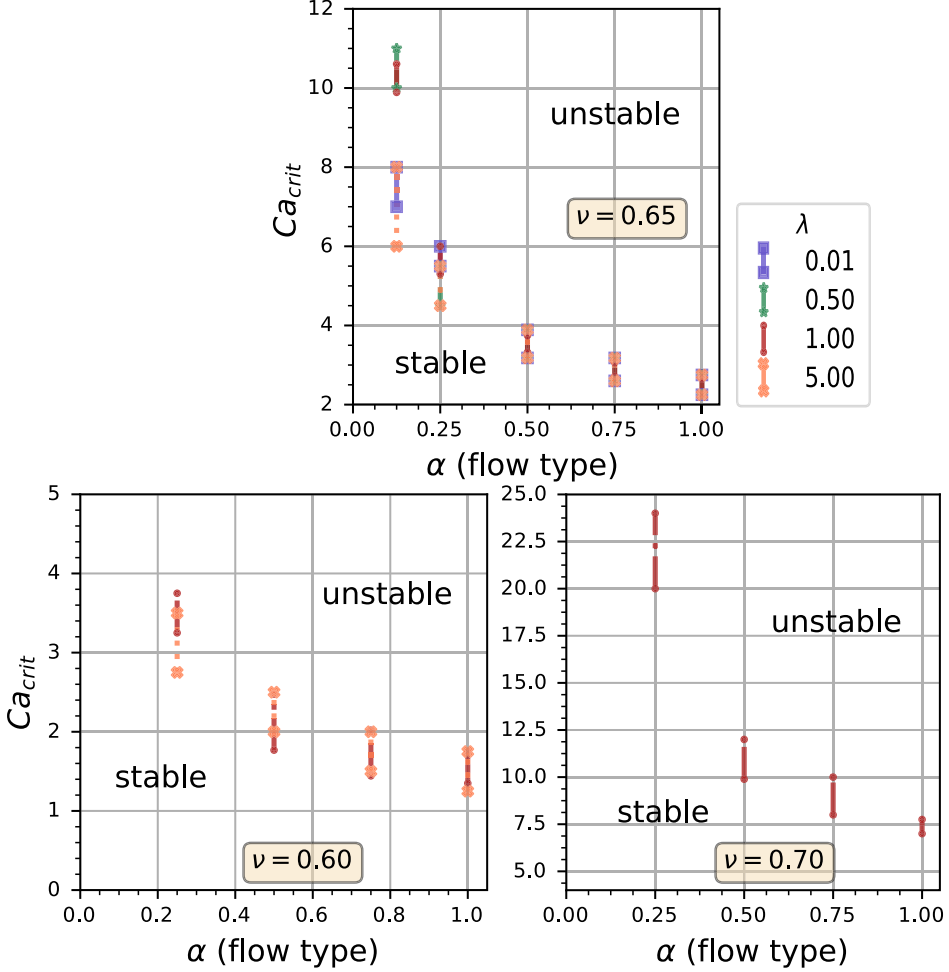 12
10
8
6
4
2
Ca_crit
unstable
ν = 0.65
stable
0.00 0.25 0.50 0.75 1.00
α (flow type)
λ
0.01
0.50
1.00
5.00
5
4
3
2
1
0
Ca_crit
unstable
stable
ν = 0.60
0.0 0.2 0.4 0.6 0.8 1.0
α (flow type)
25.0
22.5
20.0
17.5
15.0
12.5
10.0
7.5
5.0
unstable
stable
ν = 0.70
0.00 0.25 0.50 0.75 1.00
α (flow type)